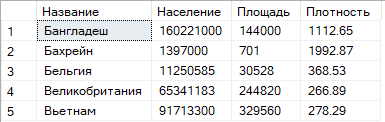 Название Население Площадь Плотность
1 Бангладеш 160221000 144000 1112.65
2 Бахрейн 1397000 701 1992.87
3 Бельгия 11250585 30528 368.53
4 Великобритания 65341183 244820 266.89
5 Вьетнам 91713300 329560 278.29